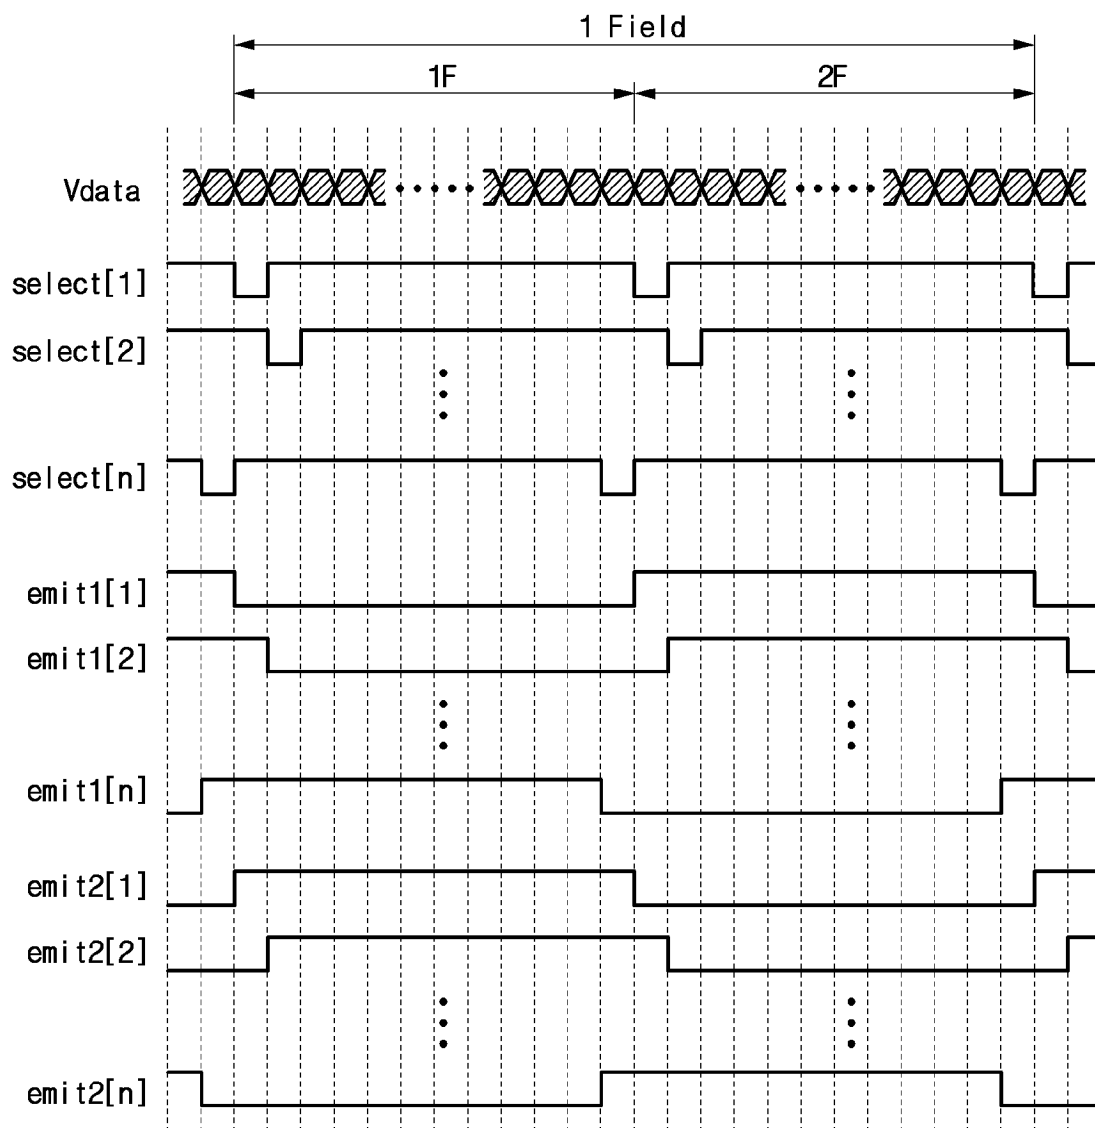 1 Field
1F 2F
Vdata
select[1]
select[2]
select[n]
emit1[1]
emit1[2]
emit1[n]
emit2[1]
emit2[2]
emit2[n]